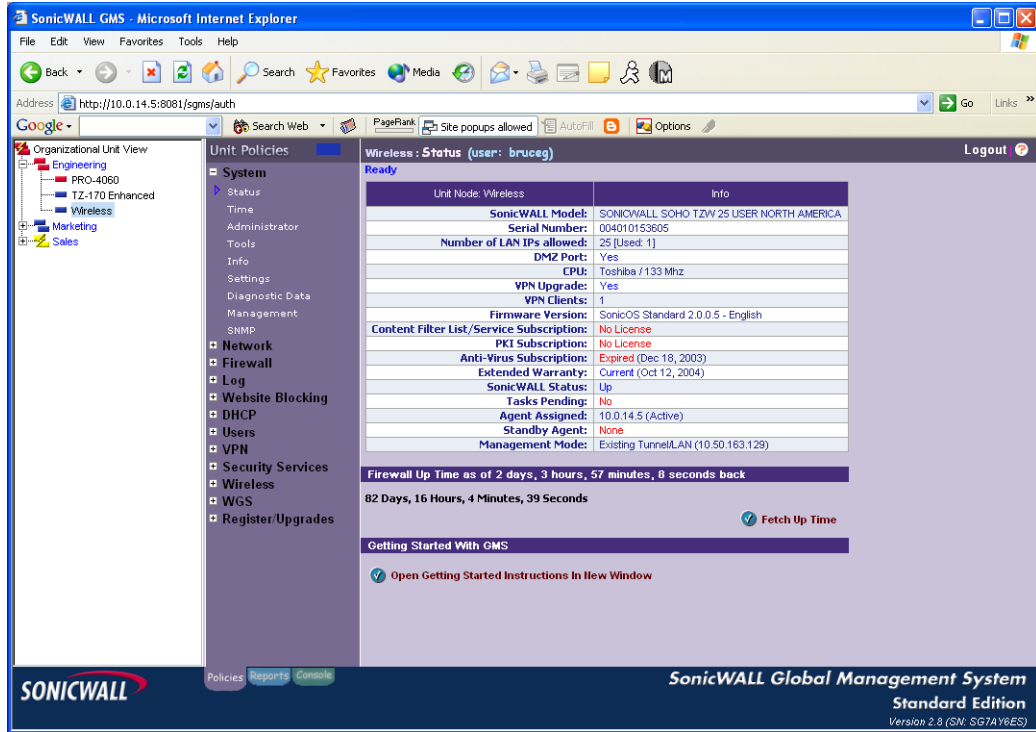 SonicWALL GMS - Microsoft Internet Explorer
File Edit View Favorites Tools Help
Back Search Favorites Media
Address http://10.0.14.5:8081/sgms/auth Go Links »
Google Search Web PageRank Site popups allowed AutoFill Options
Organizational Unit View
Engineering
PRO-4060
TZ-170 Enhanced
Wireless
Marketing
Sales
Unit Policies
System
Status
Time
Administrator
Tools
Info
Settings
Diagnostic Data
Management
SNMP
Network
Firewall
Log
Website Blocking
DHCP
Users
VPN
Security Services
Wireless
WGS
Register/Upgrades
Wireless : Status (user: bruceg) Logout ?
Ready
Unit Node: Wireless Info
SonicWALL Model: SONICWALL SOHO TZW 25 USER NORTH AMERICA
Serial Number: 004010153605
Number of LAN IPs allowed: 25 [Used: 1]
DMZ Port: Yes
CPU: Toshiba / 133 Mhz
VPN Upgrade: Yes
VPN Clients: 1
Firmware Version: SonicOS Standard 2.0.0.5 - English
Content Filter List/Service Subscription: No License
PKI Subscription: No License
Anti-Virus Subscription: Expired (Dec 18, 2003)
Extended Warranty: Current (Oct 12, 2004)
SonicWALL Status: Up
Tasks Pending: No
Agent Assigned: 10.0.14.5 (Active)
Standby Agent: None
Management Mode: Existing Tunnel/LAN (10.50.163.129)
Firewall Up Time as of 2 days, 3 hours, 57 minutes, 8 seconds back
82 Days, 16 Hours, 4 Minutes, 39 Seconds
Fetch Up Time
Getting Started With GMS
Open Getting Started Instructions In New Window
Policies Reports Console
SONICWALL
SonicWALL Global Management System
Standard Edition
Version 2.8 (SN: SG7AY6ES)